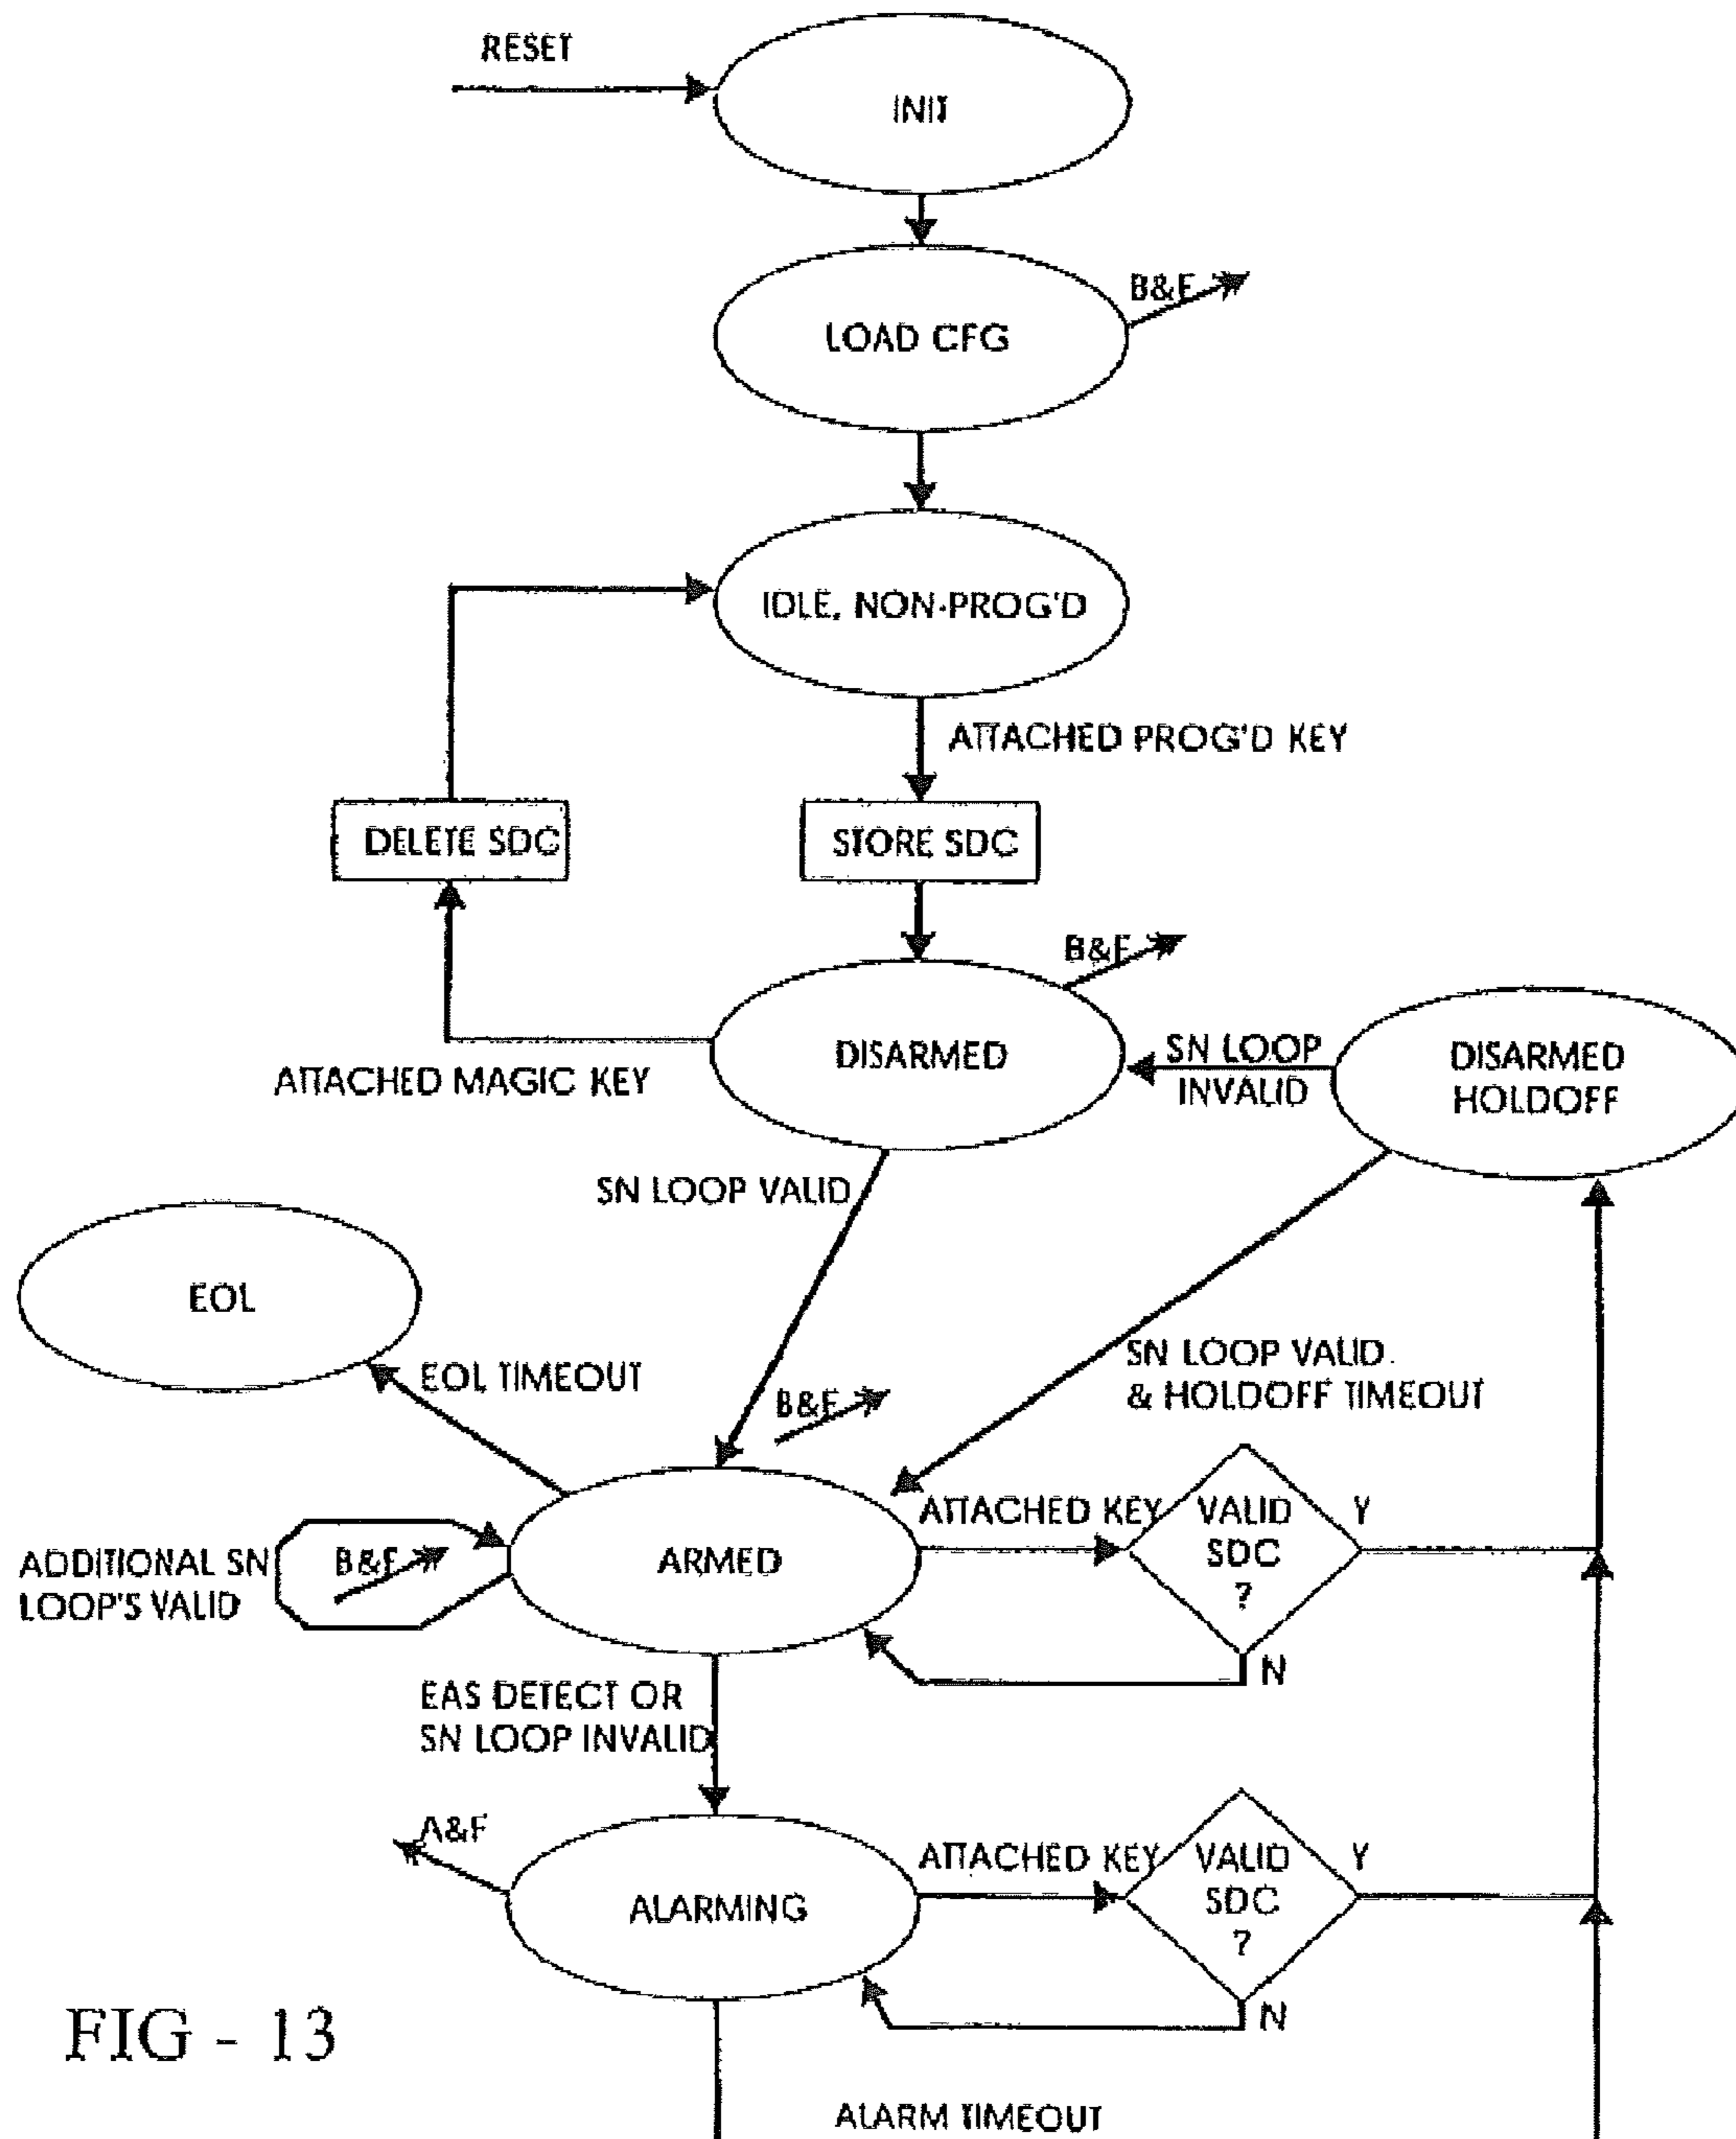 RESET
INIT
B&F
LOAD CFG
IDLE, NON-PROG'D
ATTACHED PROG'D KEY
DELETE SDC
STORE SDC
B&F
DISARMED
SN LOOP
INVALID
DISARMED
HOLDOFF
ATTACHED MAGIC KEY
SN LOOP VALID
EOL
EOL TIMEOUT
SN LOOP VALID
& HOLDOFF TIMEOUT
B&F
ATTACHED KEY
VALID
SDC
?
Y
N
ADDITIONAL SN
LOOP'S VALID
B&F
ARMED
EAS DETECT OR
SN LOOP INVALID
A&F
ATTACHED KEY
VALID
SDC
?
Y
N
ALARMING
FIG - 13
ALARM TIMEOUT